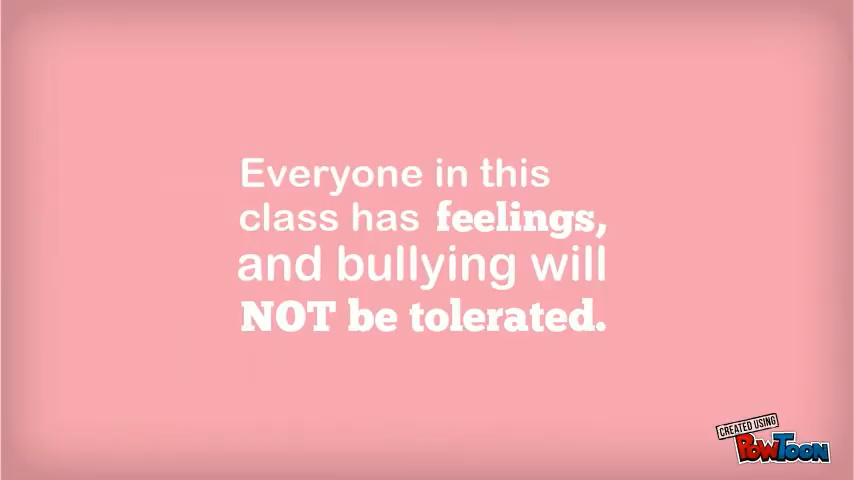 Everyone in this
class has feelings,
and bullying will
NOT be tolerated.
CREATED USING
POWTOON